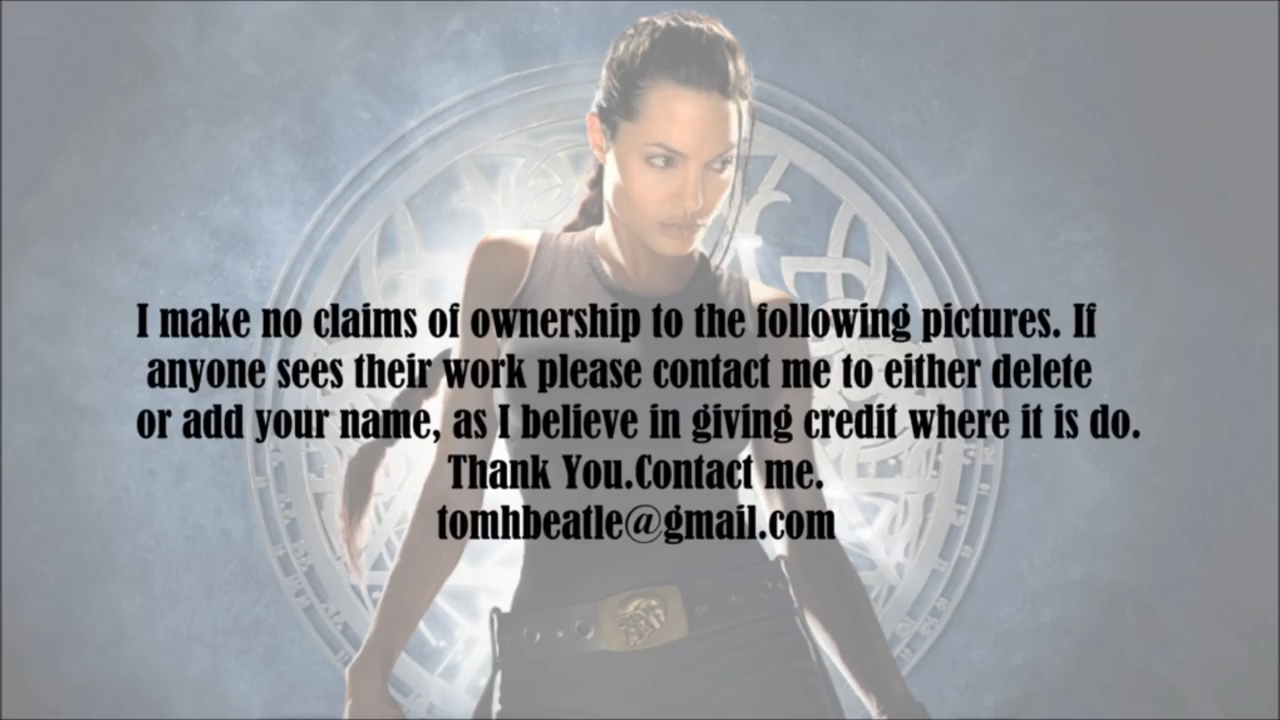 I make no claims of ownership to the following pictures. If
anyone sees their work please contact me to either delete
or add your name, as I believe in giving credit where it is do.
Thank You.Contact me.
tomhbeatle@gmail.com